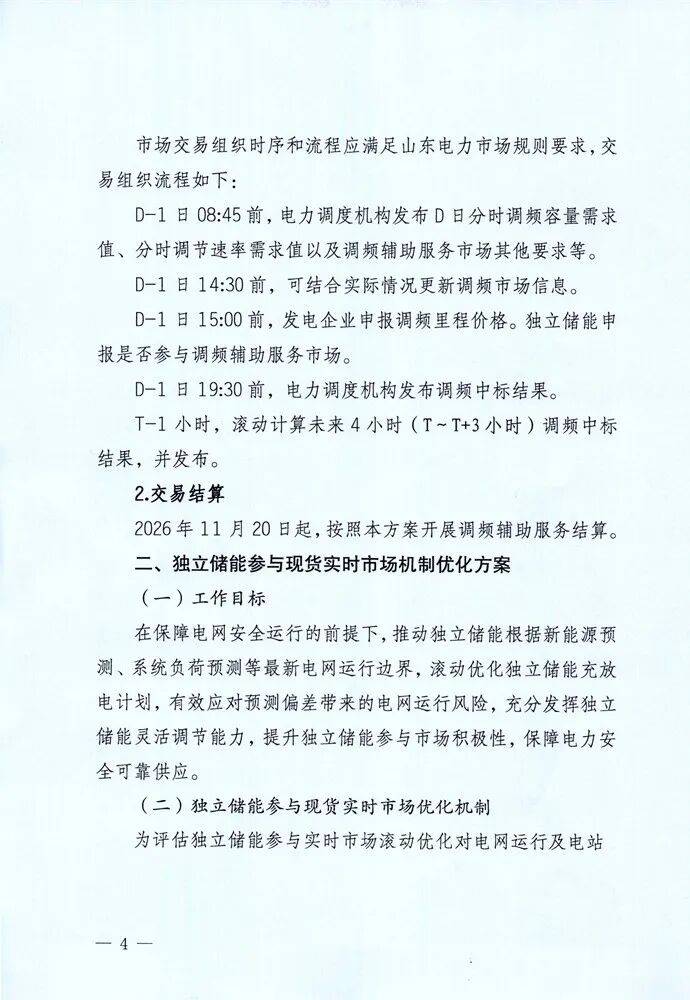 市场交易组织时序和流程应满足山东电力市场规则要求，交
易组织流程如下：
D-1 日 08:45 前，电力调度机构发布 D 日分时调频容量需求
值、分时调节速率需求值以及调频辅助服务市场其他要求等。
D-1 日 14:30 前，可结合实际情况更新调频市场信息。
D-1 日 15:00 前，发电企业申报调频里程价格。独立储能申
报是否参与调频辅助服务市场。
D-1 日 19:30 前，电力调度机构发布调频中标结果。
T-1 小时，滚动计算未来 4 小时（T~T+3 小时）调频中标
结果，并发布。
2.交易结算
2026 年 11 月 20 日起，按照本方案开展调频辅助服务结算。
二、独立储能参与现货实时市场机制优化方案
（一）工作目标
在保障电网安全运行的前提下，推动独立储能根据新能源预
测、系统负荷预测等最新电网运行边界，滚动优化独立储能充放
电计划，有效应对预测偏差带来的电网运行风险，充分发挥独立
储能灵活调节能力，提升独立储能参与市场积极性，保障电力安
全可靠供应。
（二）独立储能参与现货实时市场优化机制
为评估独立储能参与实时市场滚动优化对电网运行及电站
— 4 —